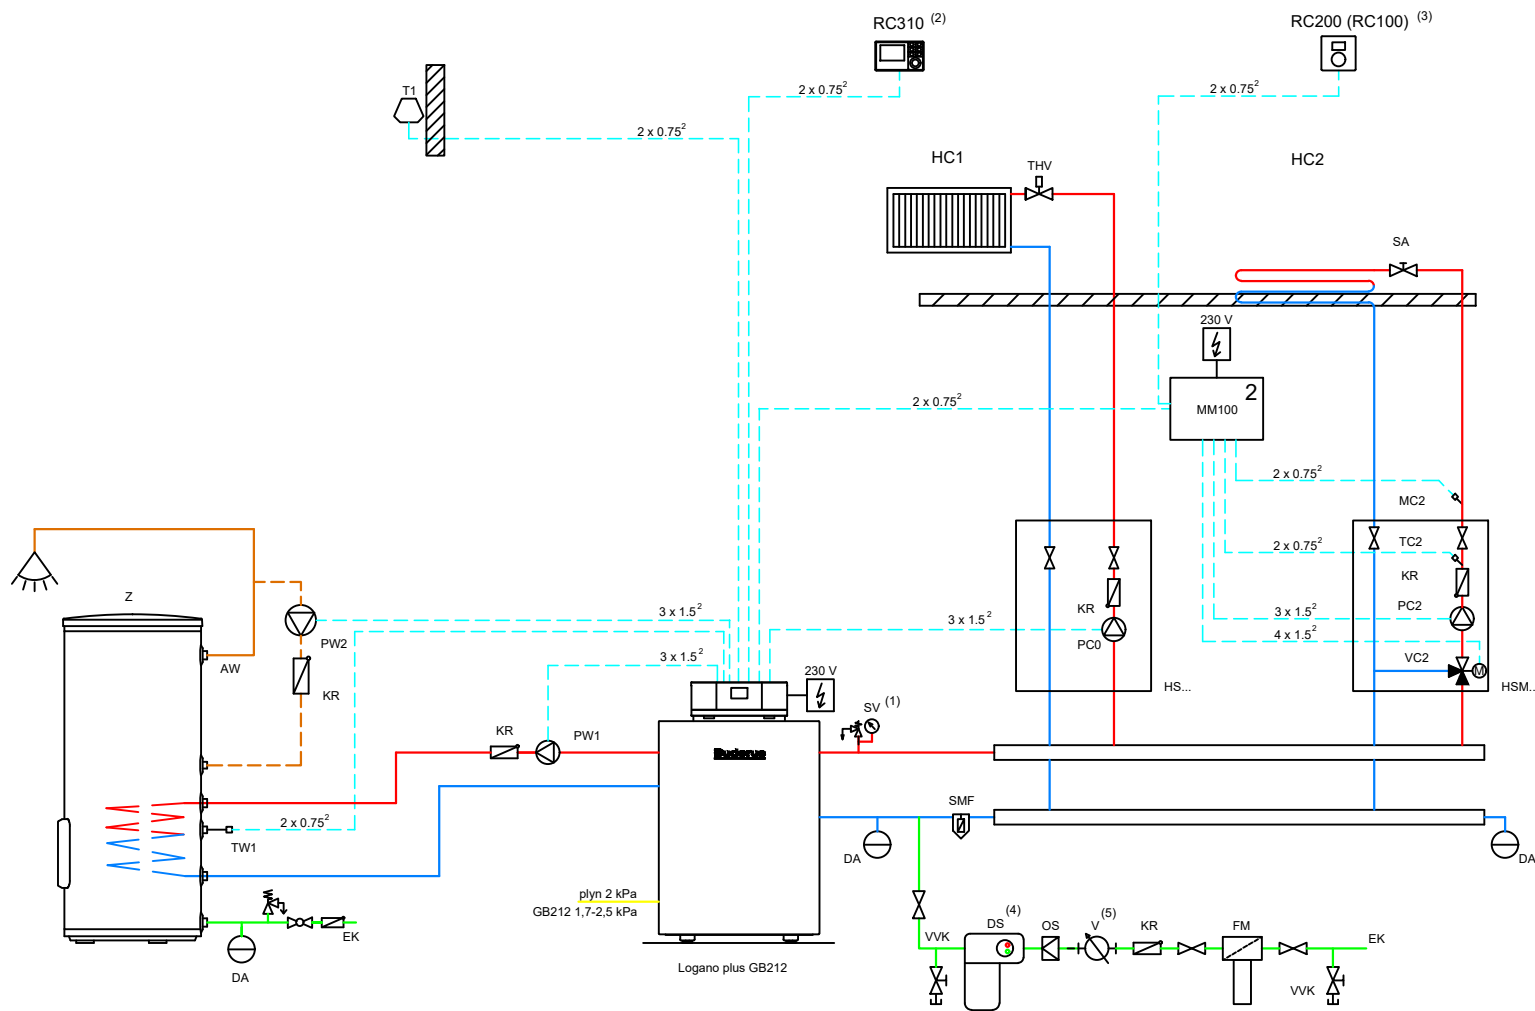 RC310 (2)
RC200 (RC100) (3)
T1
2 x 0.75²
2 x 0.75²
2 x 0.75²
HC1
THV
HC2
SA
230 V
2
MM100
2 x 0.75²
2 x 0.75²
MC2
2 x 0.75²
TC2
KR
3 x 1.5²
PC2
4 x 1.5²
VC2
M
HSM...
KR
PC0
3 x 1.5²
HS...
Z
AW
PW2
KR
3 x 1.5²
3 x 1.5²
230 V
KR
PW1
SV (1)
Buderus
2 x 0.75²
TW1
SMF
DA
DA
plyn 2 kPa
GB212 1,7-2,5 kPa
EK
DA
Logano plus GB212
VVK
DS (4)
OS
V (5)
KR
FM
EK
VVK